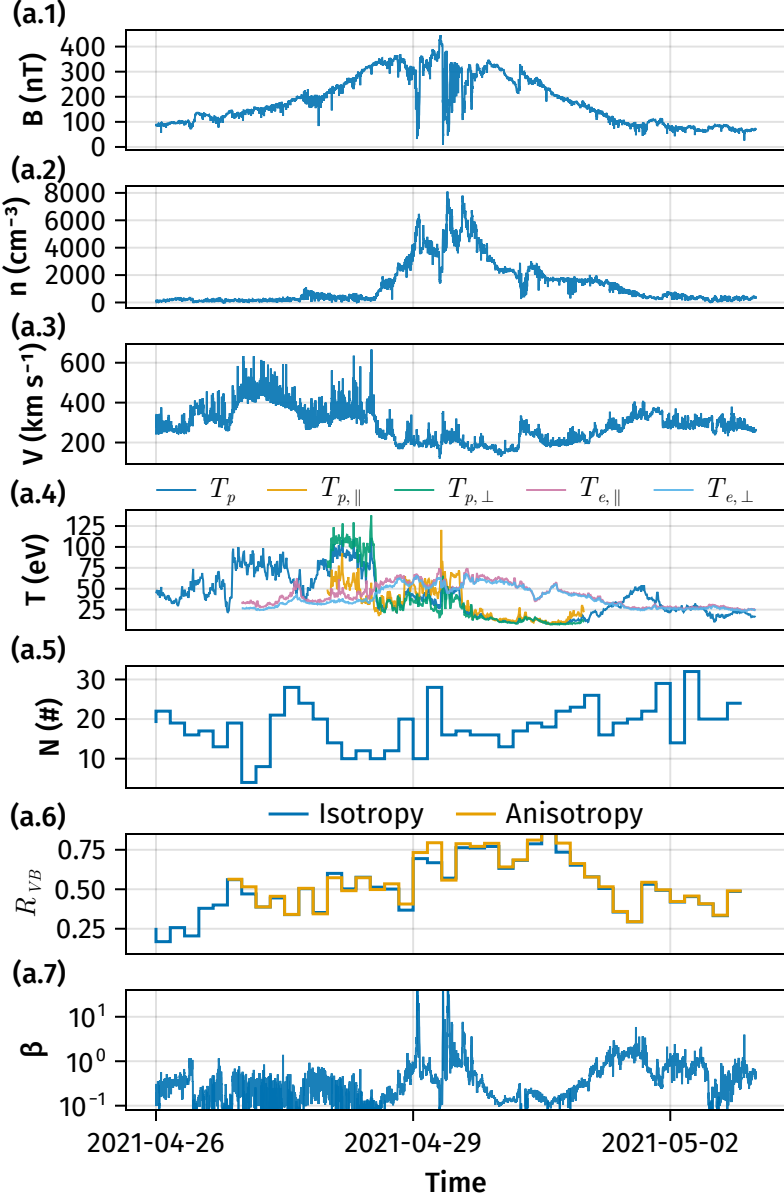 (a.1)
B (nT)
400
300
200
100
0
(a.2)
n (cm⁻³)
8000
6000
4000
2000
0
(a.3)
V (km s⁻¹)
600
400
200
(a.4)
T_p T_{p,∥} T_{p,⊥} T_{e,∥} T_{e,⊥}
T (eV)
125
100
75
50
25
(a.5)
N (#)
30
20
10
(a.6)
Isotropy Anisotropy
R_{VB}
0.75
0.50
0.25
(a.7)
β
10¹
10⁰
10⁻¹
2021-04-26 2021-04-29 2021-05-02
Time